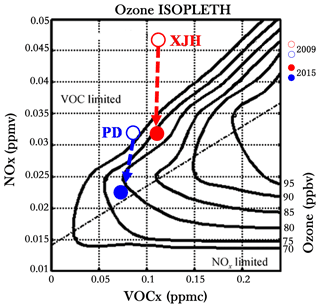 Ozone ISOPLETH
0.05
0.045
0.04
0.035
0.03
0.025
0.02
0.015
0.01
NOx (ppmv)
XJH
VOC limited
PD
NOx limited
2009
2015
95
90
85
80
75
70
Ozone (ppbv)
0 0.05 0.1 0.15 0.2
VOCx (ppmc)